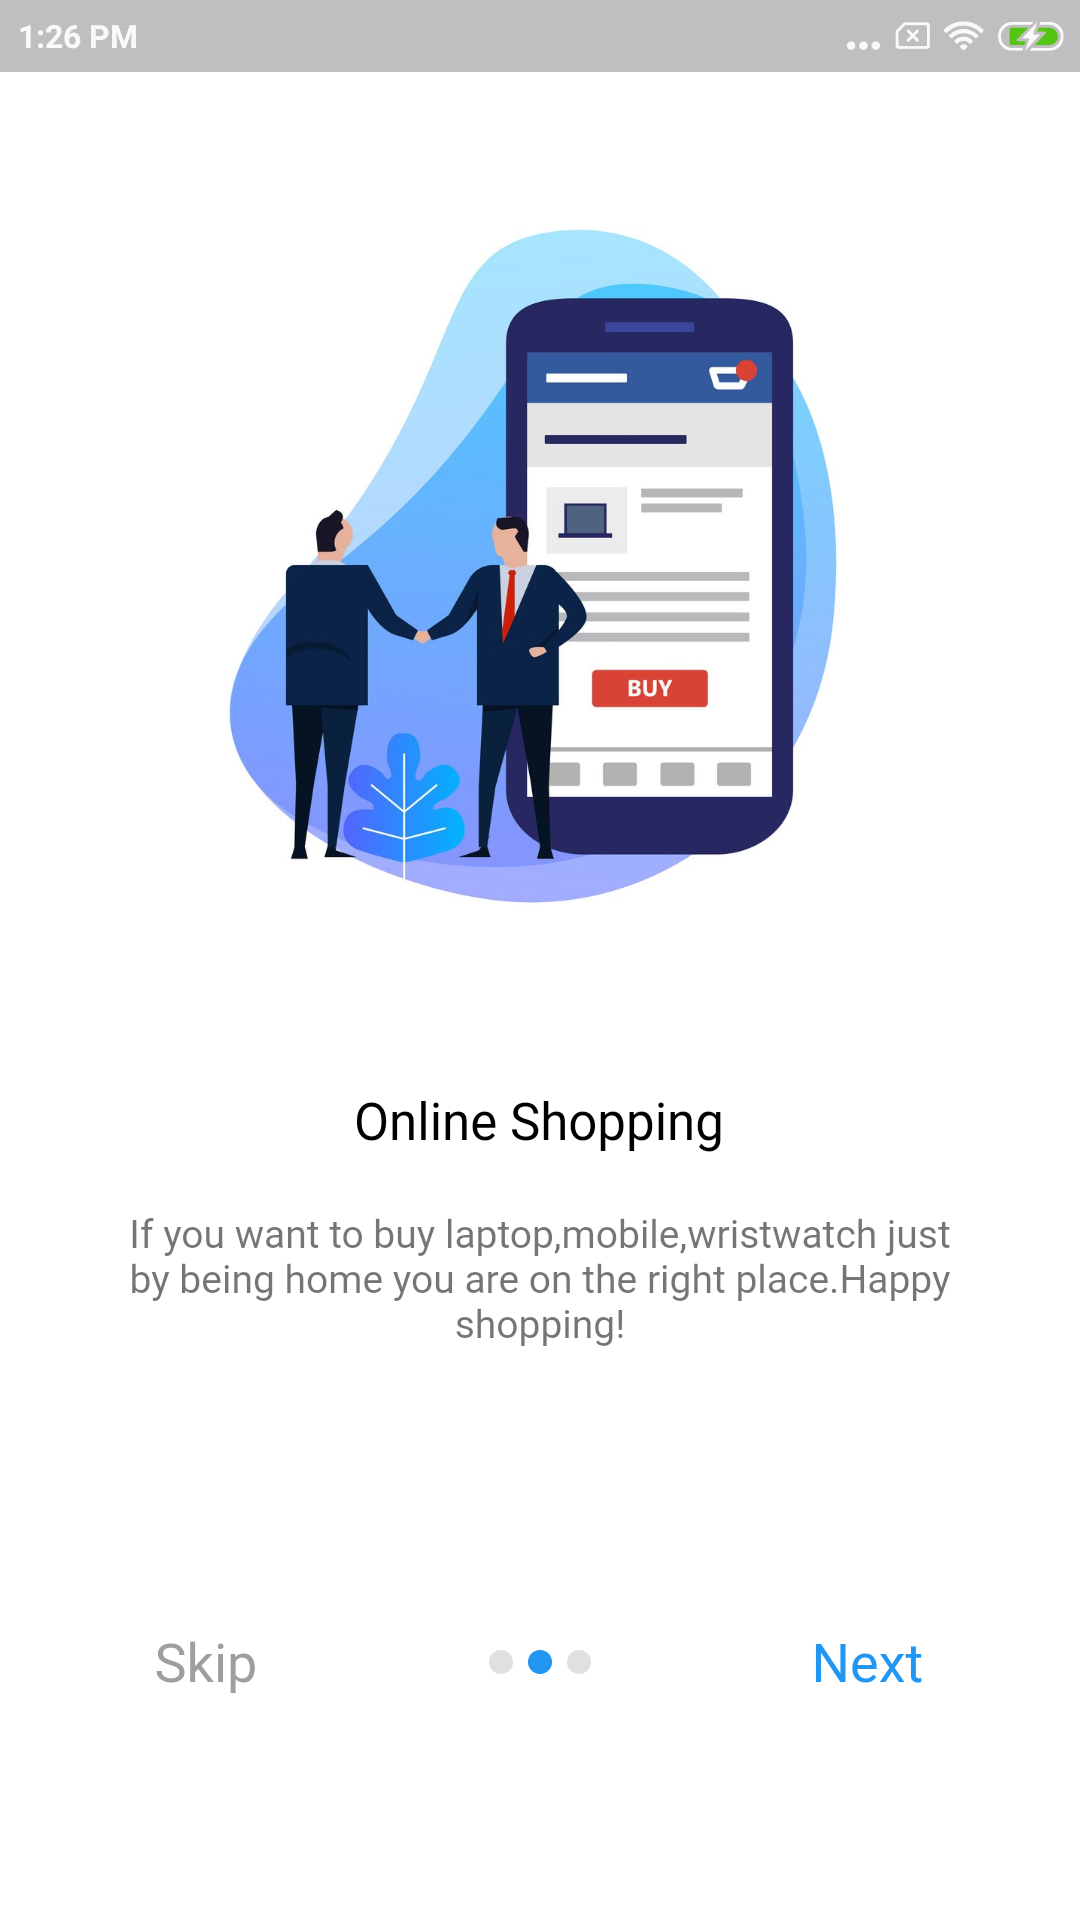 1:26 PM
BUY
Online Shopping
If you want to buy laptop,mobile,wristwatch just
by being home you are on the right place.Happy
shopping!
Skip
Next